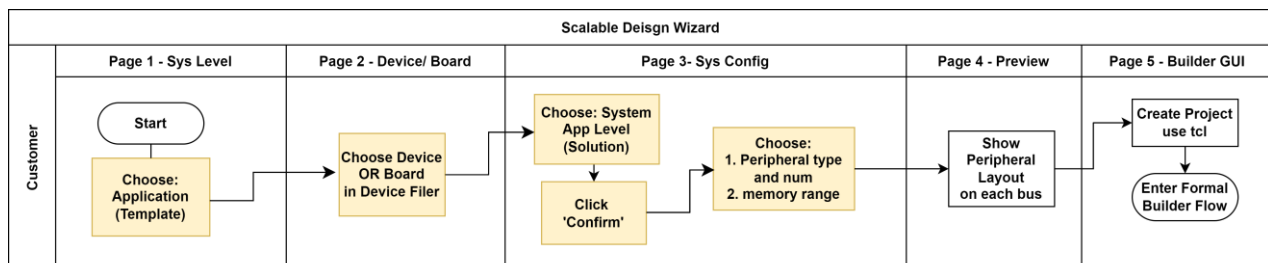 Scalable Deisgn Wizard
Customer
Page 1 - Sys Level
Page 2 - Device/ Board
Page 3- Sys Config
Page 4 - Preview
Page 5 - Builder GUI
Start
Choose:
Application
(Template)
Choose Device
OR Board
in Device Filer
Choose: System
App Level
(Solution)
Click
'Confirm'
Choose:
1. Peripheral type
and num
2. memory range
Show
Peripheral
Layout
on each bus
Create Project
use tcl
Enter Formal
Builder Flow